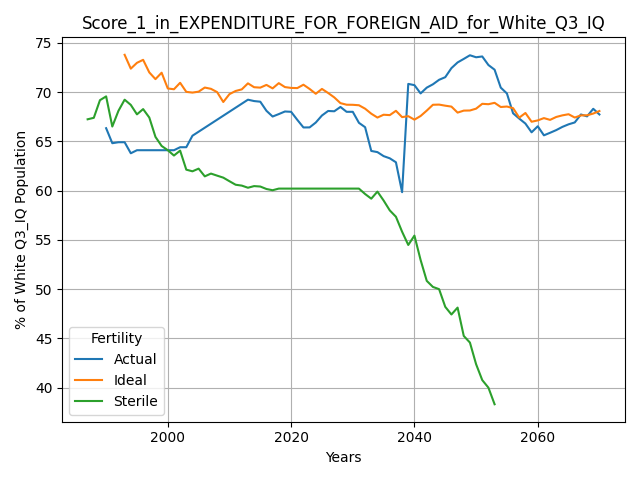 Score_1_in_EXPENDITURE_FOR_FOREIGN_AID_for_White_Q3_IQ
75
70
65
60
55
50
45
40
% of White Q3_IQ Population
Fertility
Actual
Ideal
Sterile
2000
2020
2040
2060
Years